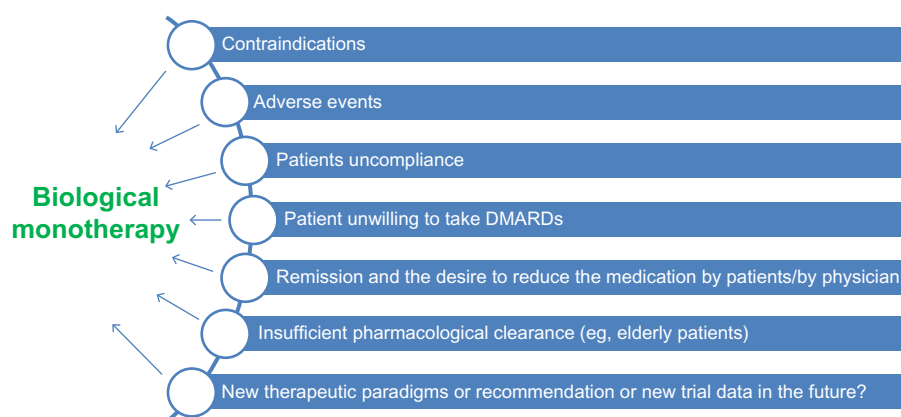 Contraindications
Adverse events
Patients uncompliance
Biological
monotherapy
Patient unwilling to take DMARDs
Remission and the desire to reduce the medication by patients/by physician
Insufficient pharmacological clearance (eg, elderly patients)
New therapeutic paradigms or recommendation or new trial data in the future?